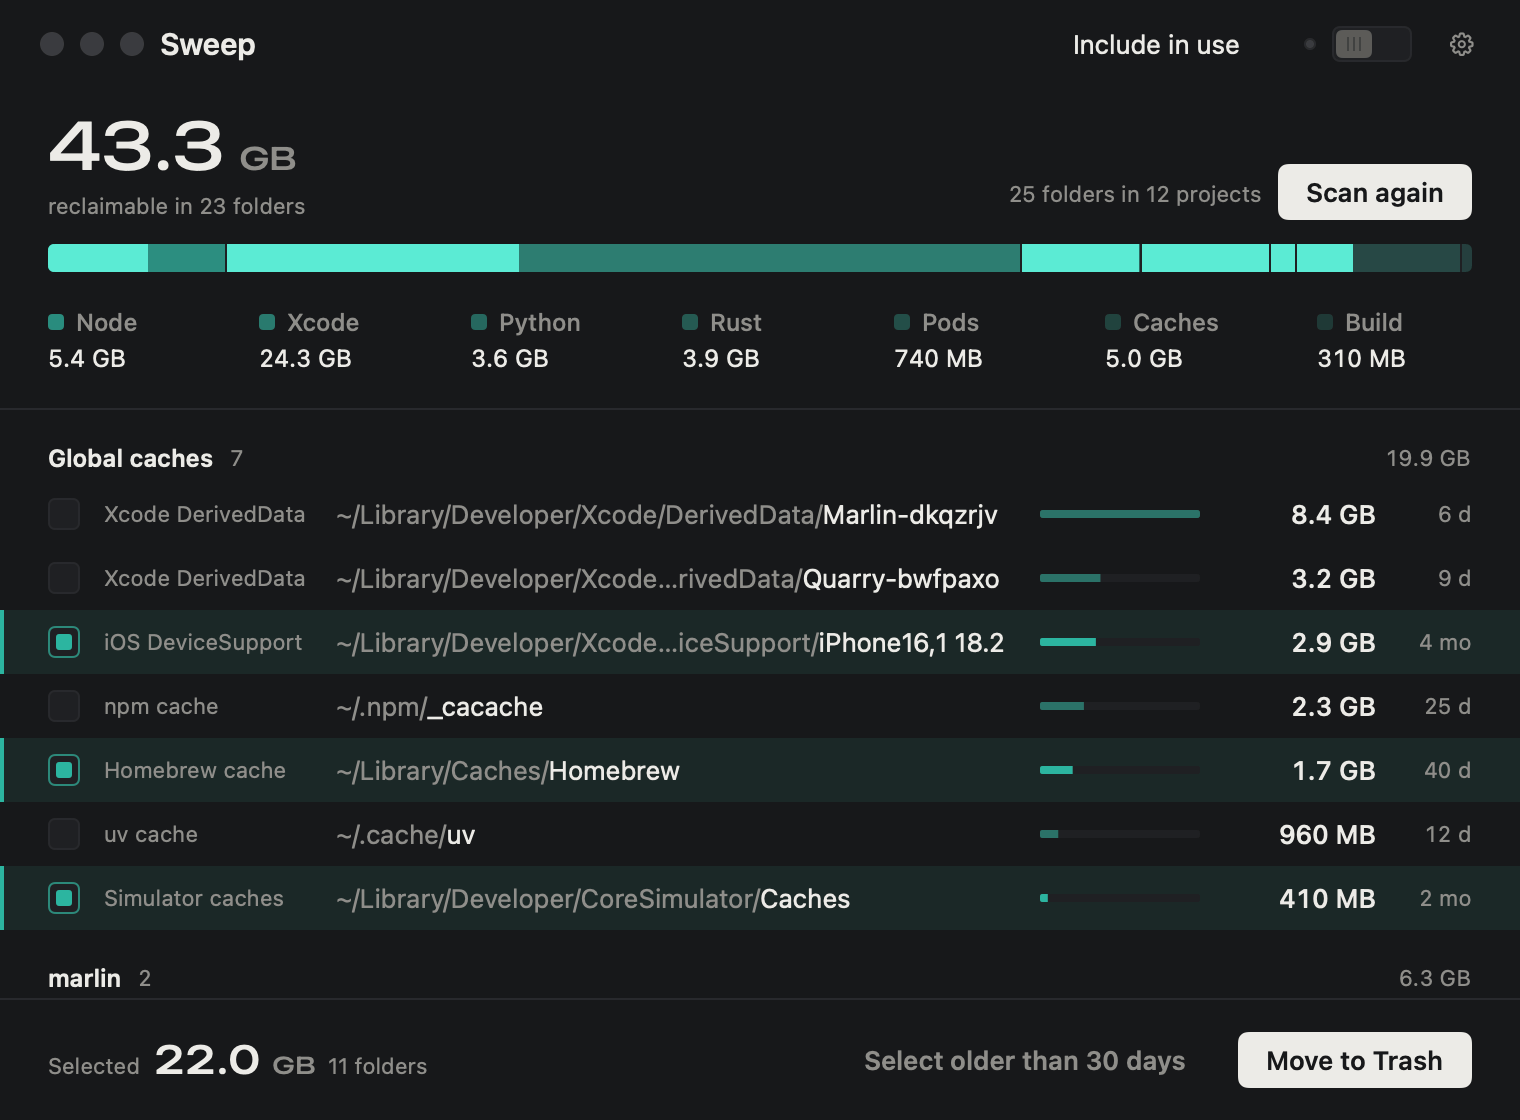 Sweep
Include in use
43.3 GB
reclaimable in 23 folders
25 folders in 12 projects
Scan again
Node
Xcode
Python
Rust
Pods
Caches
Build
5.4 GB
24.3 GB
3.6 GB
3.9 GB
740 MB
5.0 GB
310 MB
Global caches 7 19.9 GB
Xcode DerivedData ~/Library/Developer/Xcode/DerivedData/Marlin-dkqzrjv 8.4 GB 6 d
Xcode DerivedData ~/Library/Developer/Xcode...rivedData/Quarry-bwfpaxo 3.2 GB 9 d
iOS DeviceSupport ~/Library/Developer/Xcode...iceSupport/iPhone16,1 18.2 2.9 GB 4 mo
npm cache ~/.npm/_cacache 2.3 GB 25 d
Homebrew cache ~/Library/Caches/Homebrew 1.7 GB 40 d
uv cache ~/.cache/uv 960 MB 12 d
Simulator caches ~/Library/Developer/CoreSimulator/Caches 410 MB 2 mo
marlin 2 6.3 GB
Selected 22.0 GB 11 folders
Select older than 30 days
Move to Trash